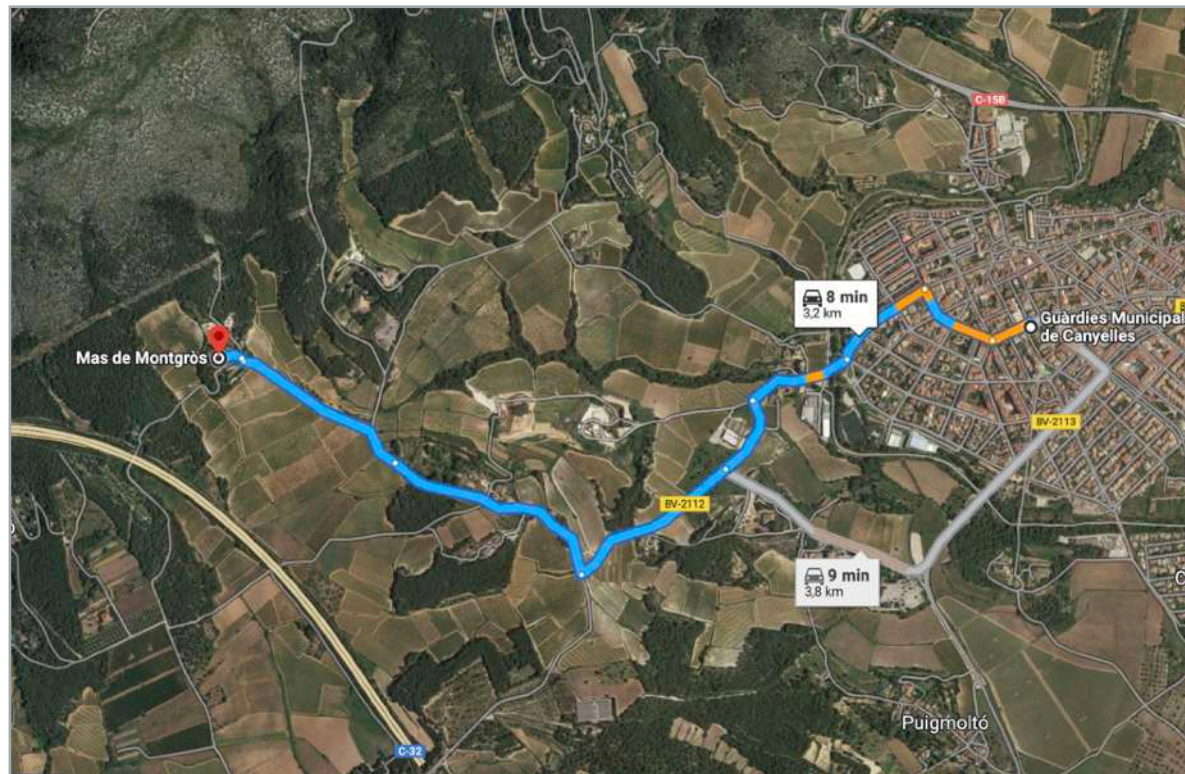 C-15B
8 min
3,2 km
Guàrdies Municipal
de Canyelles
Mas de Montgròs
BV-2113
BV-2112
9 min
3,8 km
Puigmoltó
C-32